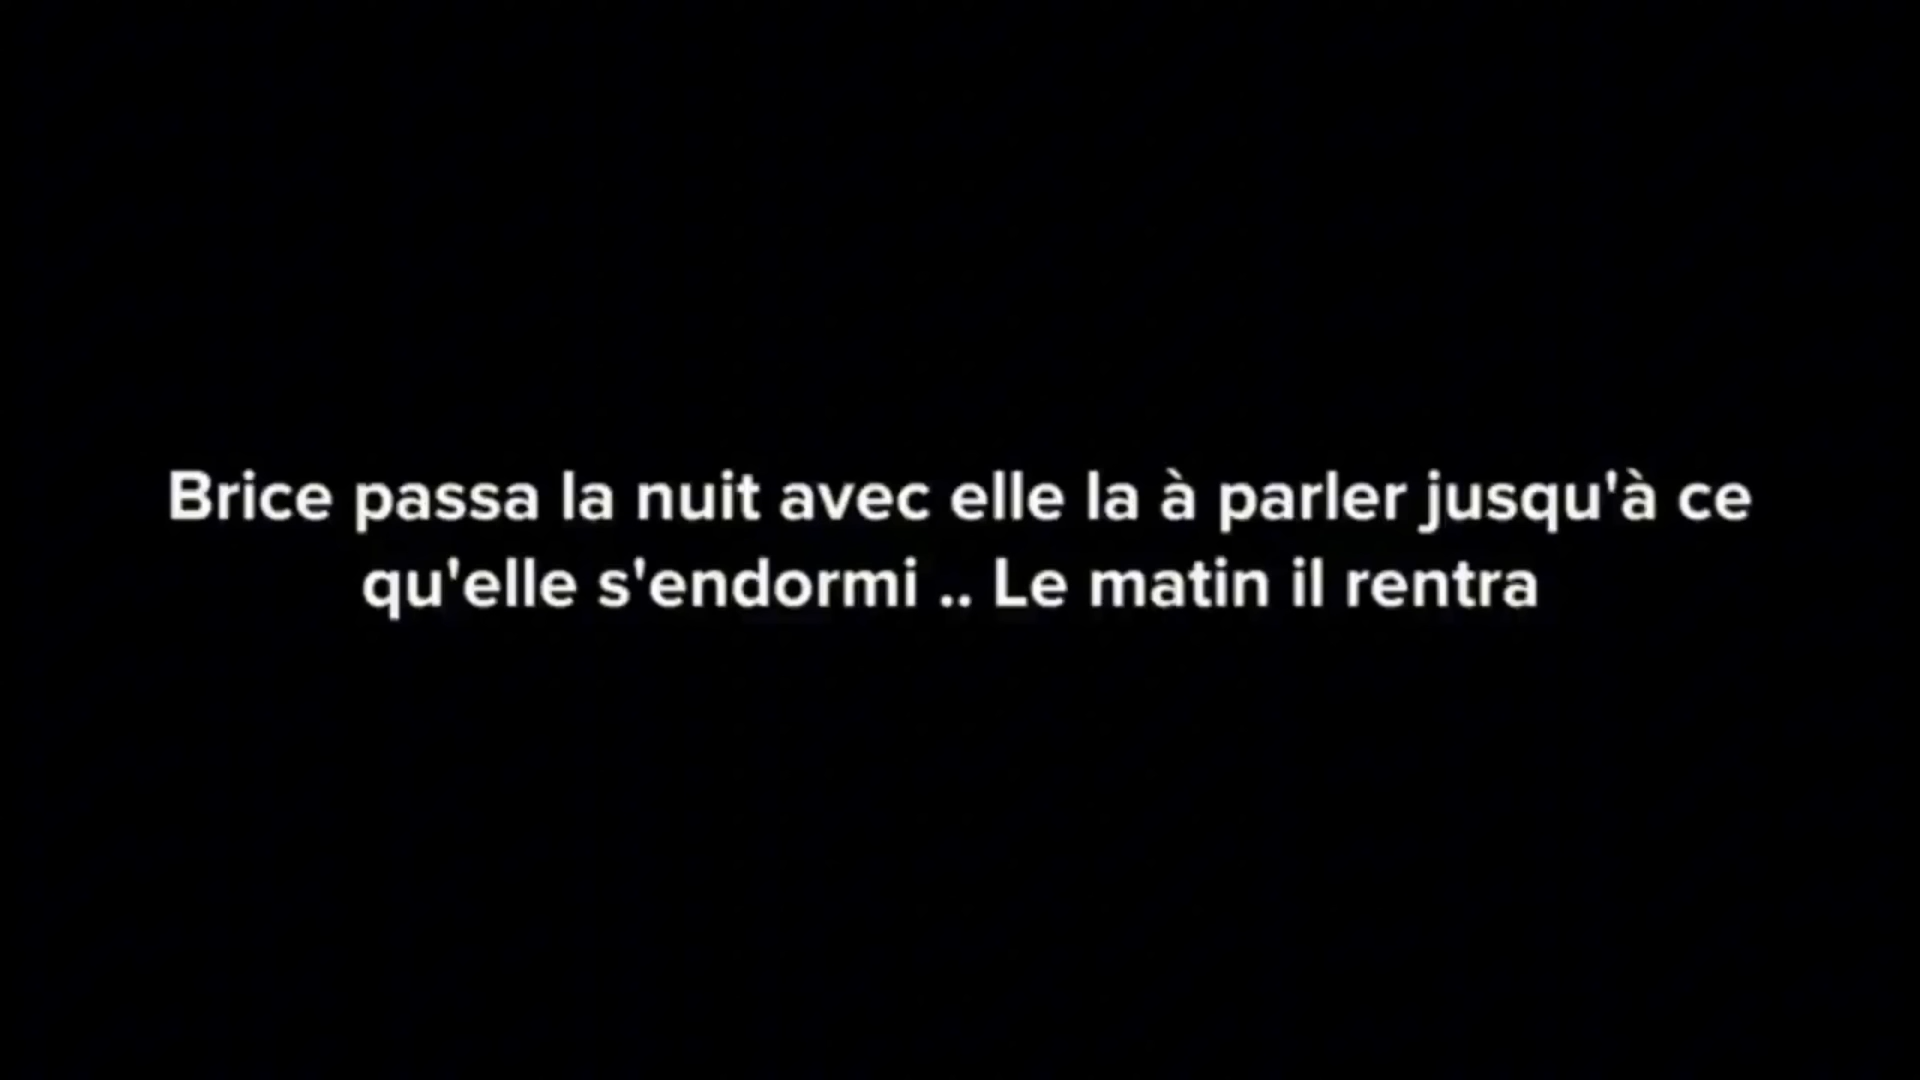 Brice passa la nuit avec elle la à parler jusqu'à ce
qu'elle s'endormi .. Le matin il rentra